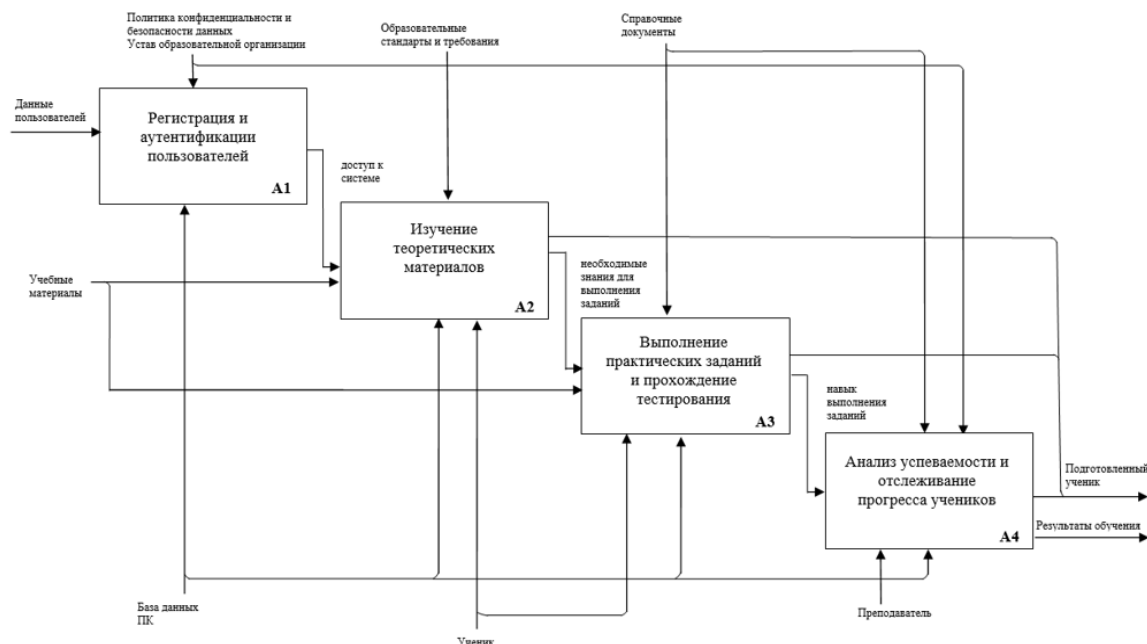 Политика конфиденциальности и
безопасности данных
Устав образовательной организации
Образовательные
стандарты и требования
Справочные
документы
Данные
пользователей
Регистрация и
аутентификации
пользователей
A1
доступ к
системе
Изучение
теоретических
материалов
A2
Учебные
материалы
необходимые
знания для
выполнения
заданий
Выполнение
практических заданий
и прохождение
тестирования
A3
навык
выполнения
заданий
Анализ успеваемости и
отслеживание
прогресса учеников
A4
Подготовленный
ученик
Результаты обучения
База данных
ПК
Ученик
Преподаватель